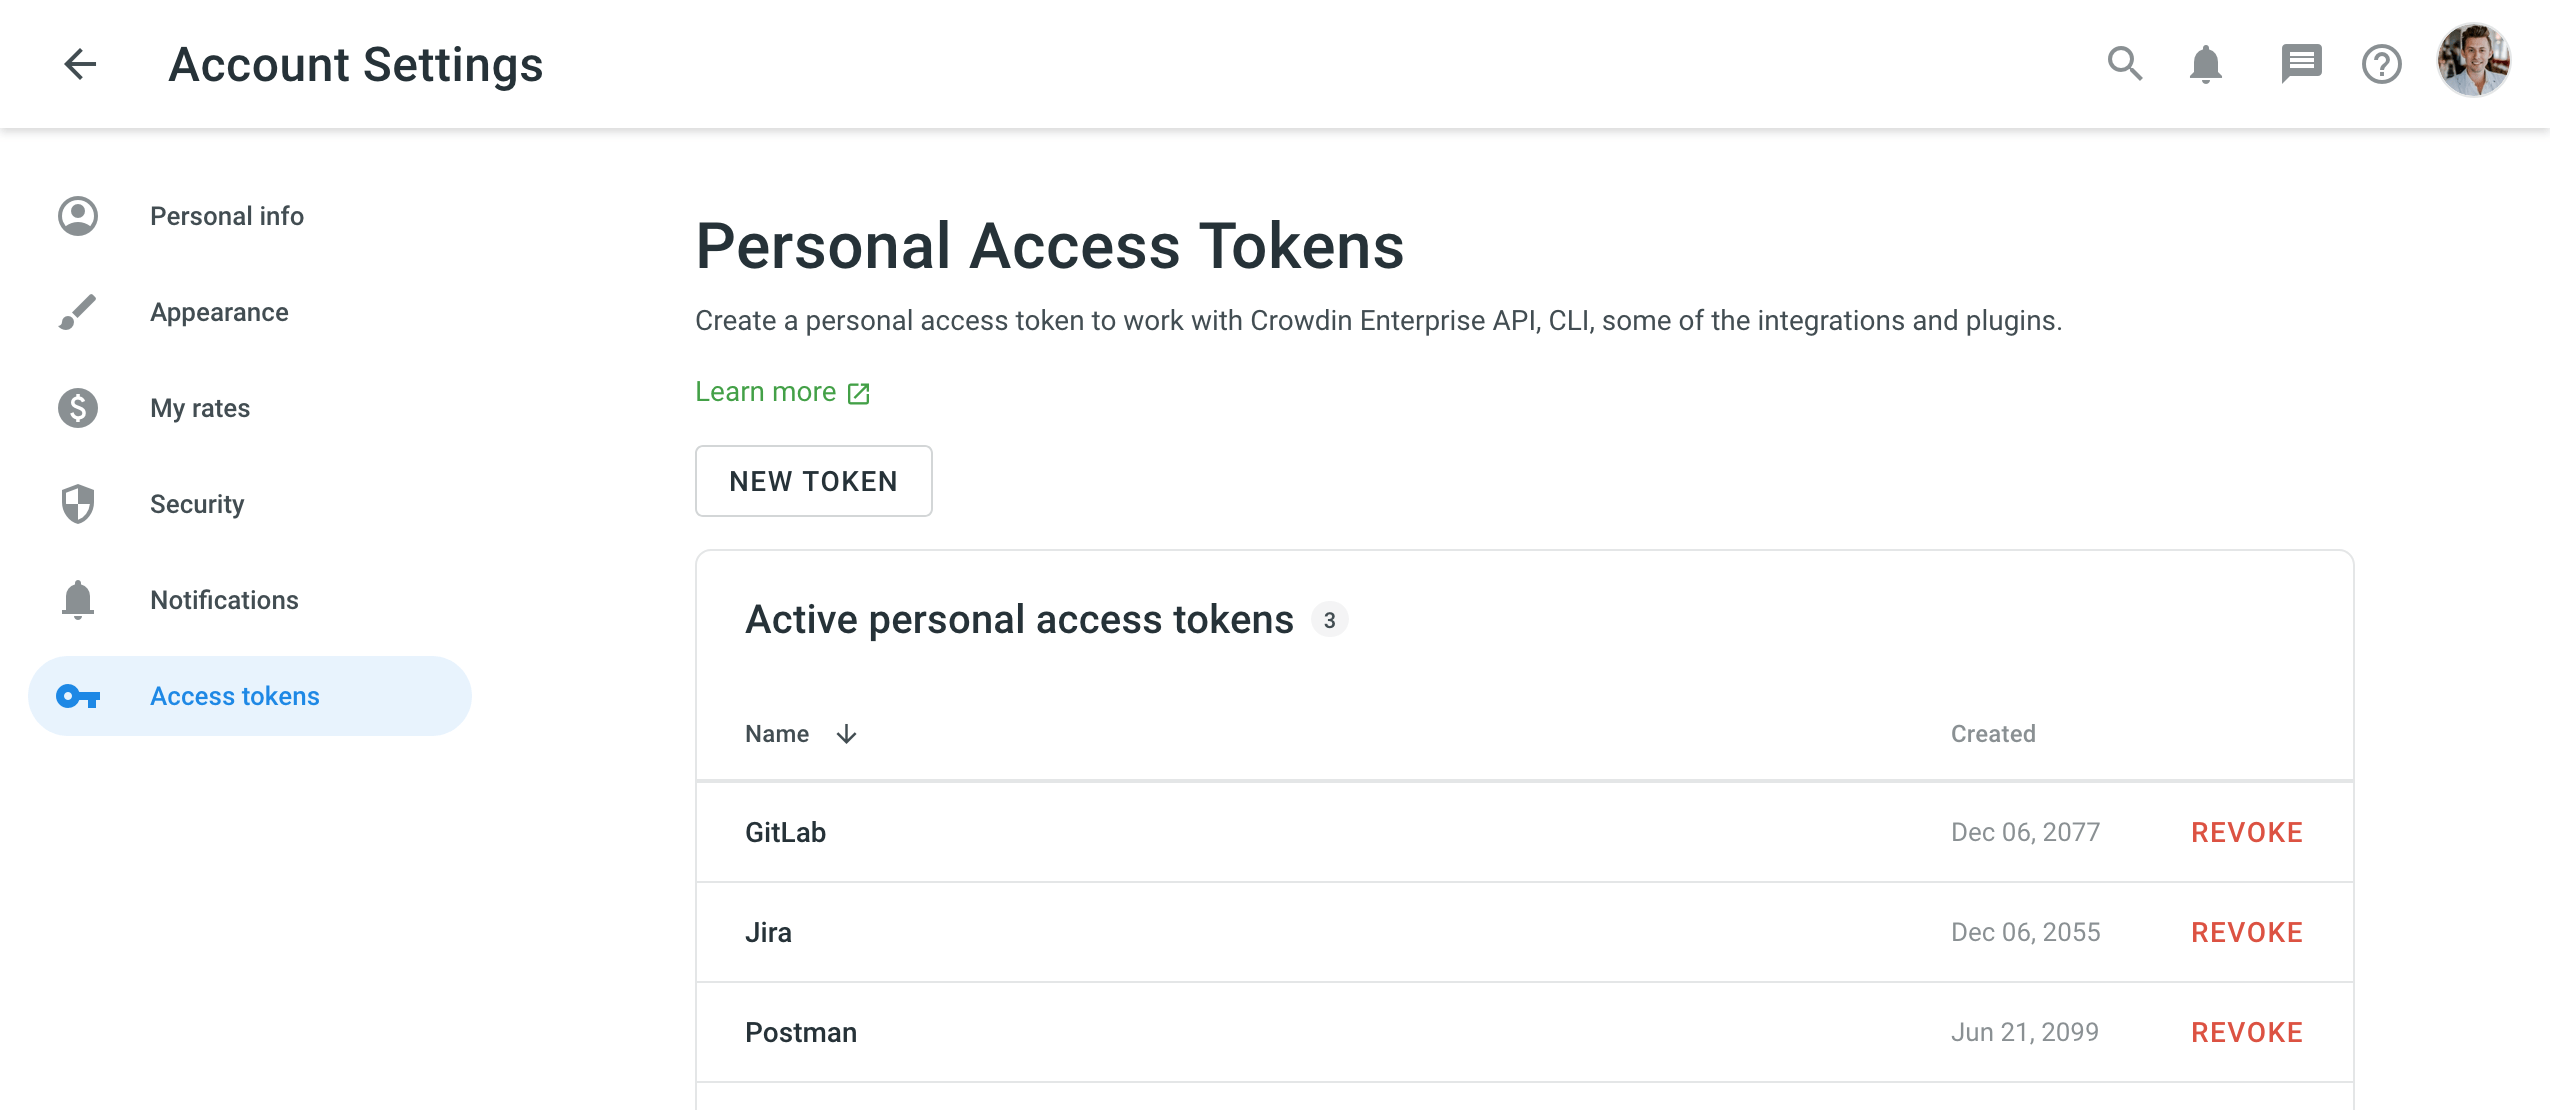 Account Settings
Personal info
Appearance
My rates
Security
Notifications
Access tokens
Personal Access Tokens
Create a personal access token to work with Crowdin Enterprise API, CLI, some of the integrations and plugins.
Learn more
NEW TOKEN
Active personal access tokens 3
Name Created
GitLab Dec 06, 2077 REVOKE
Jira Dec 06, 2055 REVOKE
Postman Jun 21, 2099 REVOKE